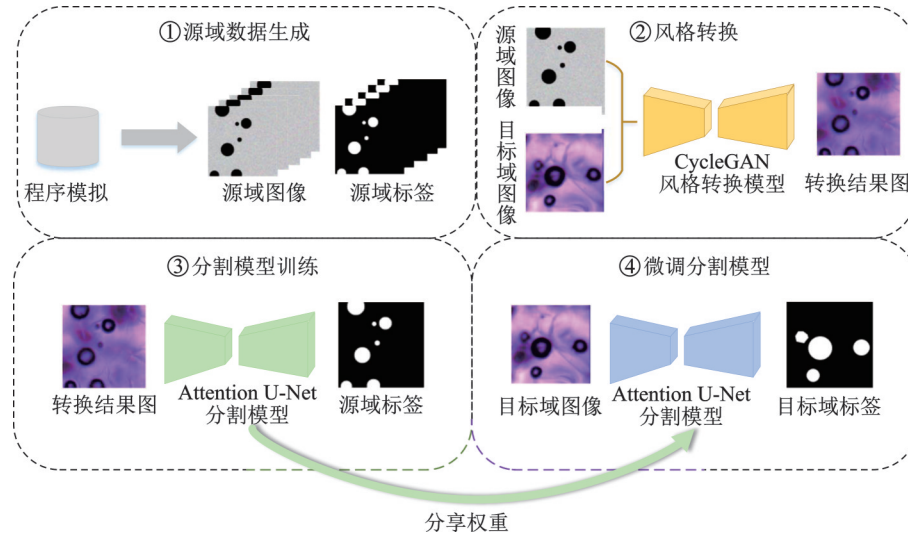 ①源域数据生成
程序模拟
源域图像
源域标签
②风格转换
源域图像
目标域图像
CycleGAN
风格转换模型
转换结果图
③分割模型训练
转换结果图
Attention U-Net
分割模型
源域标签
④微调分割模型
目标域图像
Attention U-Net
分割模型
目标域标签
分享权重